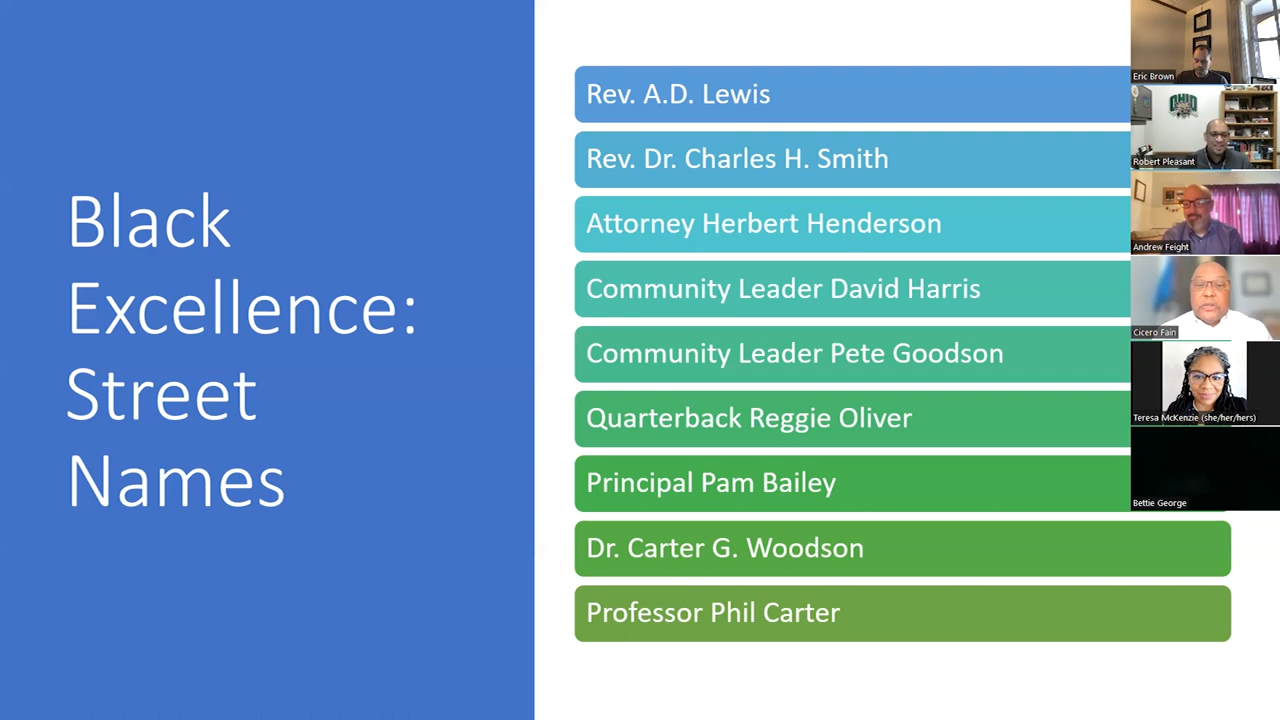 Black
Excellence:
Street
Names
Rev. A.D. Lewis
Rev. Dr. Charles H. Smith
Attorney Herbert Henderson
Community Leader David Harris
Community Leader Pete Goodson
Quarterback Reggie Oliver
Principal Pam Bailey
Dr. Carter G. Woodson
Professor Phil Carter
Eric Brown
OHIO
Robert Pleasant
Andrew Feight
Cicero Fain
Teresa McKenzie (she/her/hers)
Bettie George